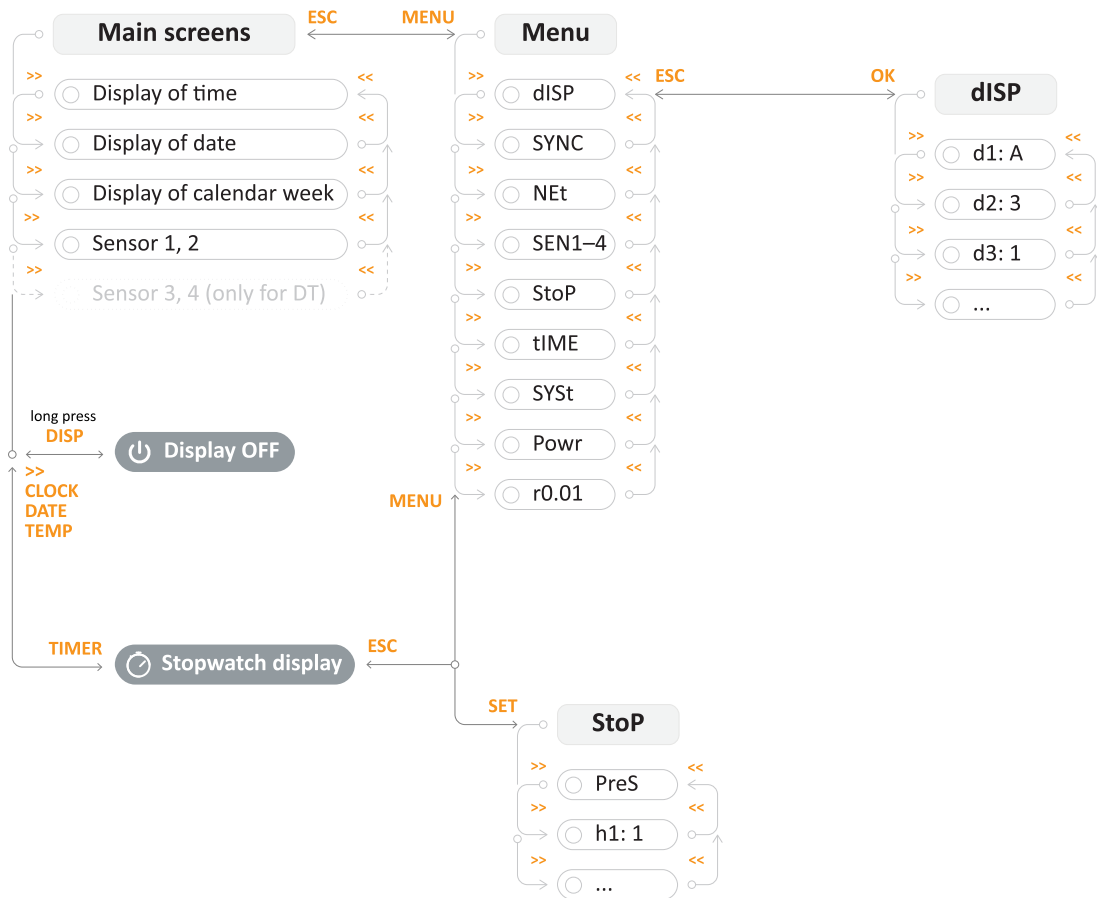 Main screens
ESC
MENU
Menu
>>
<<
Display of time
>>
<<
Display of date
>>
<<
Display of calendar week
>>
<<
Sensor 1, 2
>>
<<
Sensor 3, 4 (only for DT)
>>
<<
dISP
>>
<<
SYNC
>>
<<
NEt
>>
<<
SEN1–4
>>
<<
StoP
>>
<<
tIME
>>
<<
SYSt
>>
<<
Powr
>>
<<
r0.01
ESC
OK
dISP
>>
<<
d1: A
>>
<<
d2: 3
>>
<<
d3: 1
>>
<<
...
long press
DISP
Display OFF
>>
CLOCK
DATE
TEMP
MENU
TIMER
Stopwatch display
ESC
SET
StoP
>>
<<
PreS
>>
<<
h1: 1
>>
<<
...